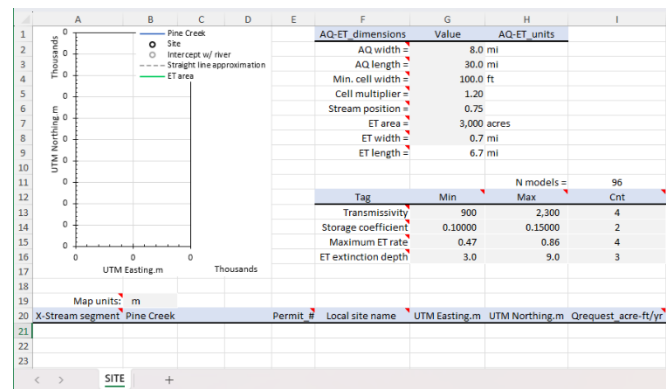 A B C D E F G H I
1 Pine Creek AQ-ET_dimensions Value AQ-ET_units
Site
Intercept w/ river
Straight line approximation
ET area
Thousands
UTM Northing.m
0
0
0
0
0
0
0
0
0 0 0
UTM Easting.m Thousands
2 AQ width = 8.0 mi
3 AQ length = 30.0 mi
4 Min. cell width = 100.0 ft
5 Cell multiplier = 1.20
6 Stream position = 0.75
7 ET area = 3,000 acres
8 ET width = 0.7 mi
9 ET length = 6.7 mi
10
11 N models = 96
12 Tag Min Max Cnt
13 Transmissivity 900 2,300 4
14 Storage coefficient 0.10000 0.15000 2
15 Maximum ET rate 0.47 0.86 4
16 ET extinction depth 3.0 9.0 3
17
18
19 Map units: m
20 X-Stream segment Pine Creek Permit_# Local site name UTM Easting.m UTM Northing.m Qrequest_acre-ft/yr
21
22
23
SITE